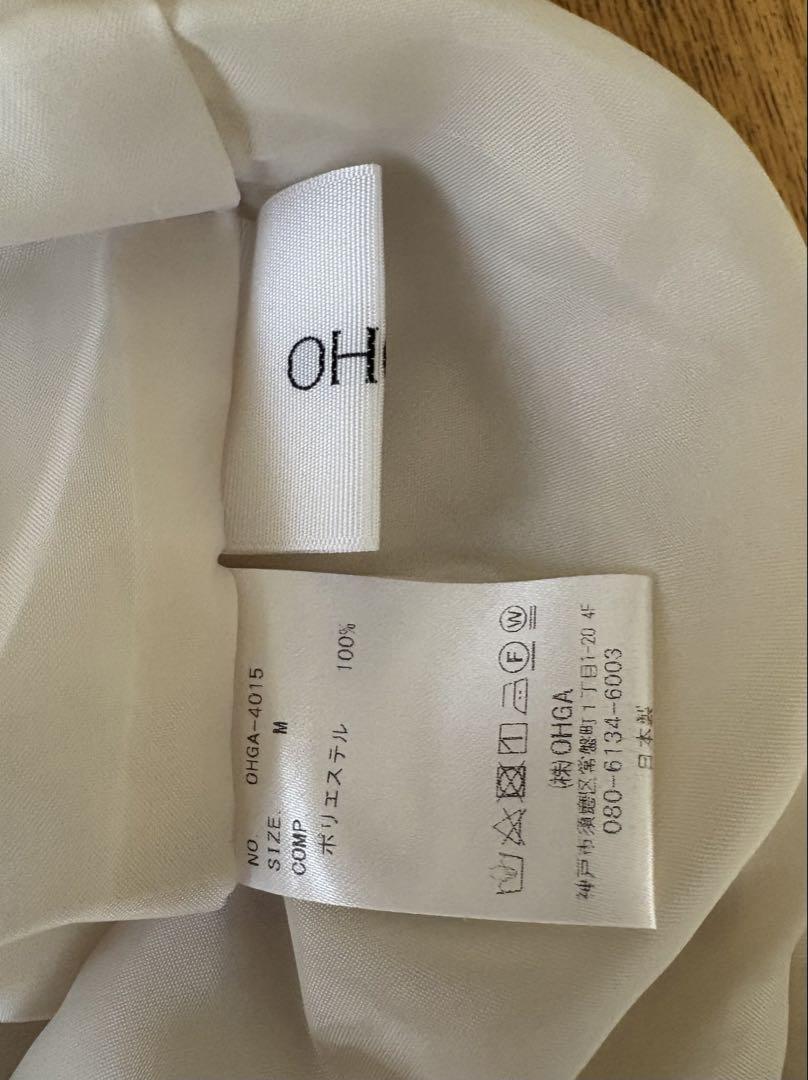 OH
NO. OHGA-4015
SIZE. M
COMP
ポリエステル 100%
F W
(株)OHGA
神戸市須磨区常盤町1丁目1-20 4F
080-6134-6003
日本製